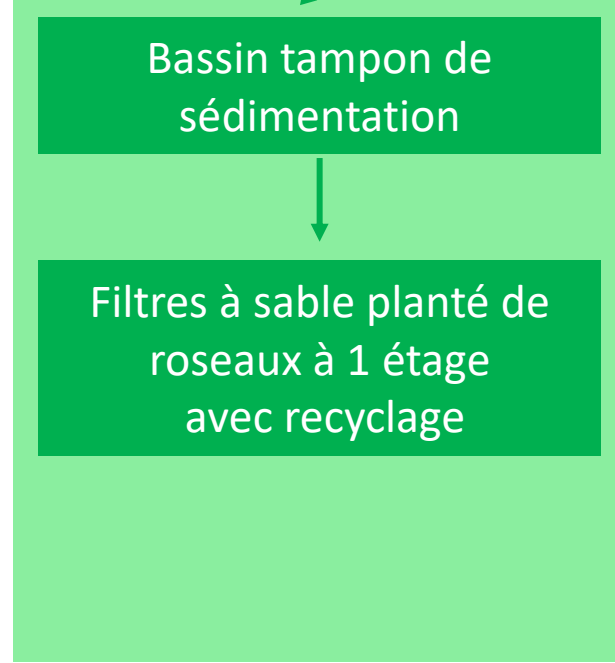 Bassin tampon de
sédimentation
Filtres à sable planté de
roseaux à 1 étage
avec recyclage